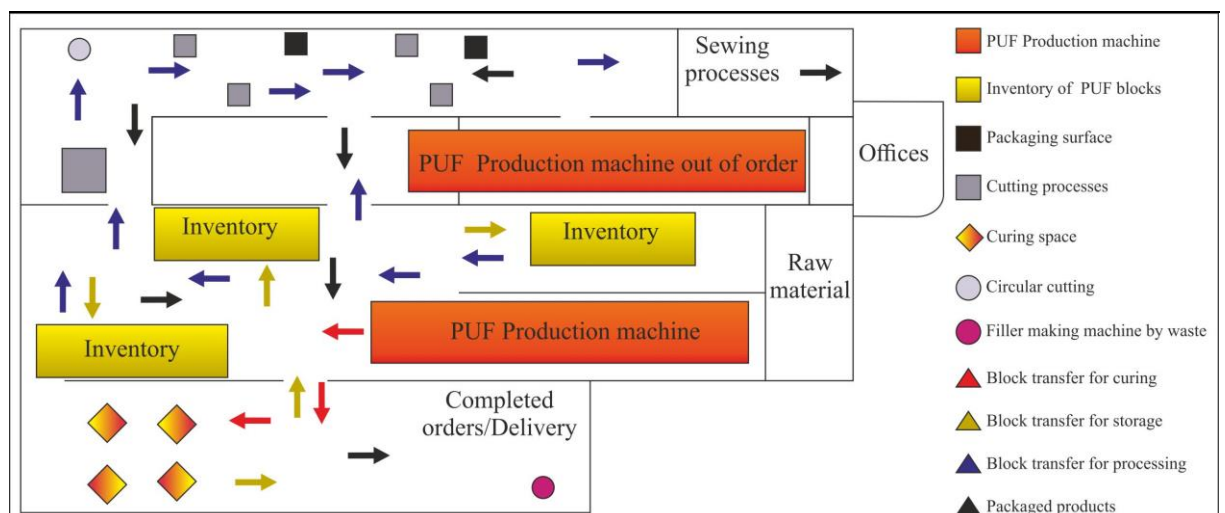 Sewing
processes
Offices
PUF Production machine out of order
Inventory
Inventory
Raw
material
PUF Production machine
Inventory
Completed
orders/Delivery
PUF Production machine
Inventory of PUF blocks
Packaging surface
Cutting processes
Curing space
Circular cutting
Filler making machine by waste
Block transfer for curing
Block transfer for storage
Block transfer for processing
Packaged products